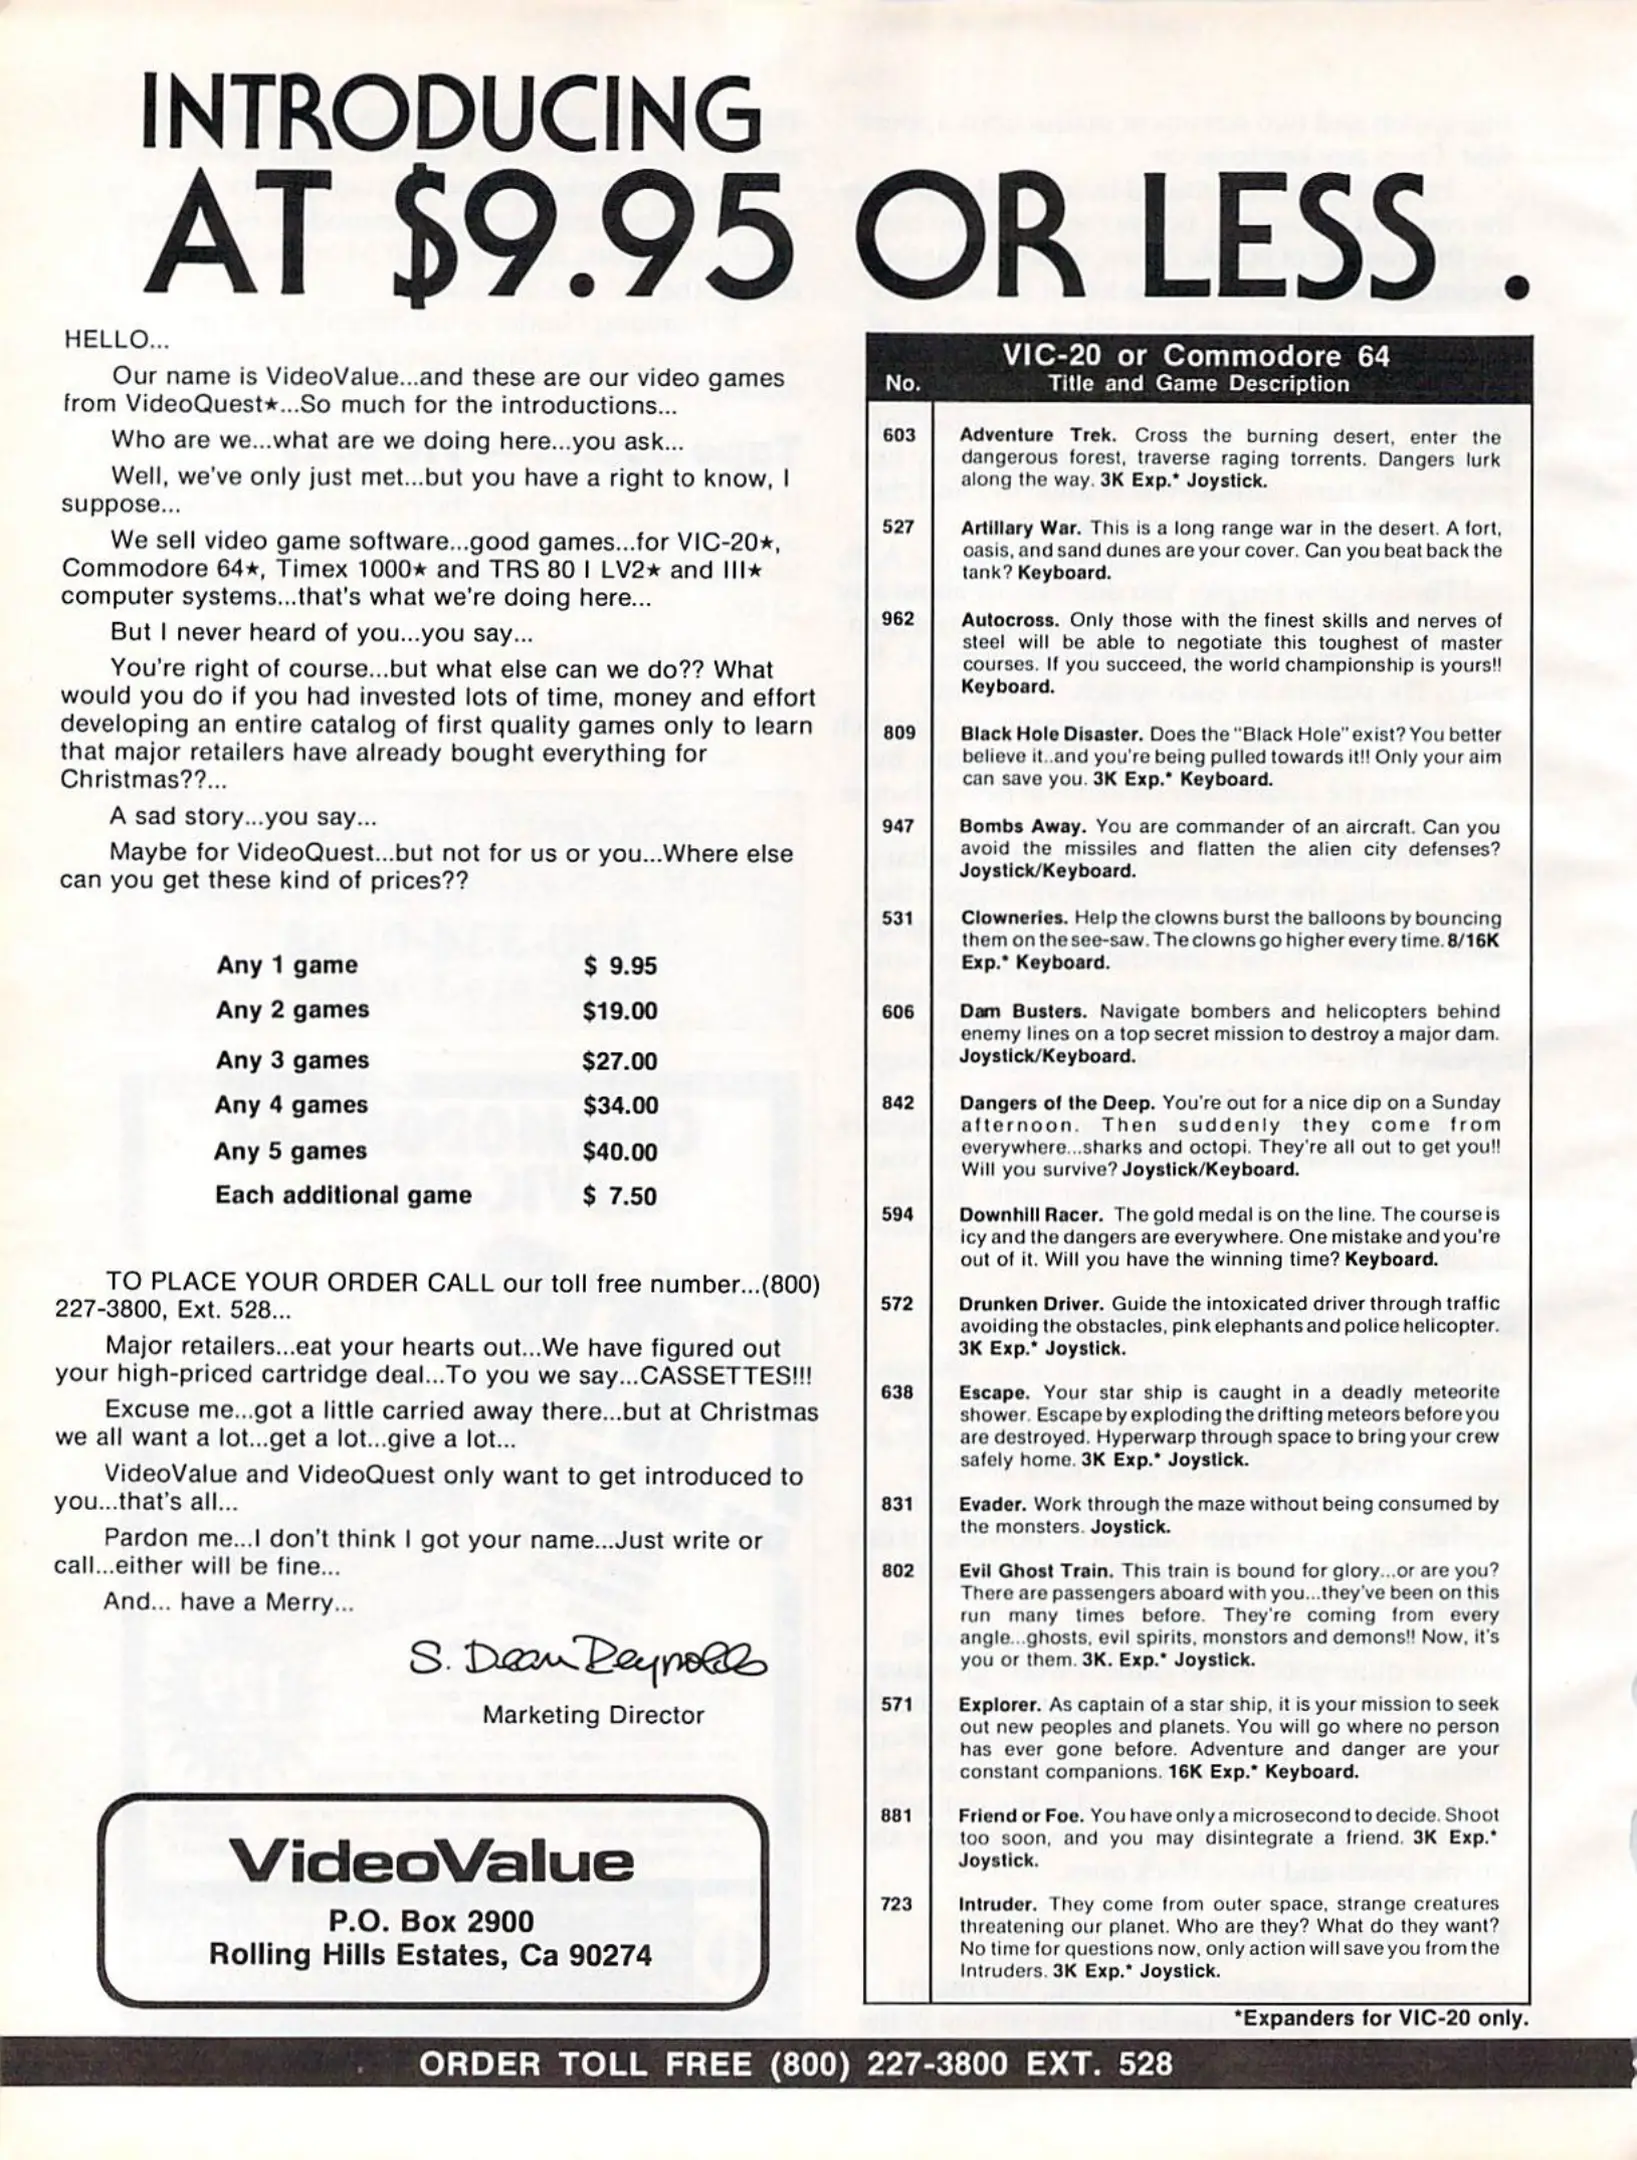 INTRODUCING
AT $9.95 OR LESS.
HELLO...
Our name is VideoValue...and these are our video games
from VideoQuest★...So much for the introductions...
Who are we...what are we doing here...you ask...
Well, we've only just met...but you have a right to know, I
suppose...
We sell video game software...good games...for VIC-20★,
Commodore 64★, Timex 1000★ and TRS 80 I LV2★ and III★
computer systems...that's what we're doing here...
But I never heard of you...you say...
You're right of course...but what else can we do?? What
would you do if you had invested lots of time, money and effort
developing an entire catalog of first quality games only to learn
that major retailers have already bought everything for
Christmas??...
A sad story...you say...
Maybe for VideoQuest...but not for us or you...Where else
can you get these kind of prices??
Any 1 game $ 9.95
Any 2 games $19.00
Any 3 games $27.00
Any 4 games $34.00
Any 5 games $40.00
Each additional game $ 7.50
TO PLACE YOUR ORDER CALL our toll free number...(800)
227-3800, Ext. 528...
Major retailers...eat your hearts out...We have figured out
your high-priced cartridge deal...To you we say...CASSETTES!!!
Excuse me...got a little carried away there...but at Christmas
we all want a lot...get a lot...give a lot...
VideoValue and VideoQuest only want to get introduced to
you...that's all...
Pardon me...I don't think I got your name...Just write or
call...either will be fine...
And... have a Merry...
S. Dean Reynolds
Marketing Director
VideoValue
P.O. Box 2900
Rolling Hills Estates, Ca 90274
VIC-20 or Commodore 64
No. Title and Game Description
603 Adventure Trek. Cross the burning desert, enter the
dangerous forest, traverse raging torrents. Dangers lurk
along the way. 3K Exp.* Joystick.
527 Artillary War. This is a long range war in the desert. A fort,
oasis, and sand dunes are your cover. Can you beat back the
tank? Keyboard.
962 Autocross. Only those with the finest skills and nerves of
steel will be able to negotiate this toughest of master
courses. If you succeed, the world championship is yours!!
Keyboard.
809 Black Hole Disaster. Does the "Black Hole" exist? You better
believe it..and you're being pulled towards it!! Only your aim
can save you. 3K Exp.* Keyboard.
947 Bombs Away. You are commander of an aircraft. Can you
avoid the missiles and flatten the alien city defenses?
Joystick/Keyboard.
531 Clowneries. Help the clowns burst the balloons by bouncing
them on the see-saw. The clowns go higher every time. 8/16K
Exp.* Keyboard.
606 Dam Busters. Navigate bombers and helicopters behind
enemy lines on a top secret mission to destroy a major dam.
Joystick/Keyboard.
842 Dangers of the Deep. You're out for a nice dip on a Sunday
afternoon. Then suddenly they come from
everywhere...sharks and octopi. They're all out to get you!!
Will you survive? Joystick/Keyboard.
594 Downhill Racer. The gold medal is on the line. The course is
icy and the dangers are everywhere. One mistake and you're
out of it. Will you have the winning time? Keyboard.
572 Drunken Driver. Guide the intoxicated driver through traffic
avoiding the obstacles, pink elephants and police helicopter.
3K Exp.* Joystick.
638 Escape. Your star ship is caught in a deadly meteorite
shower. Escape by exploding the drifting meteors before you
are destroyed. Hyperwarp through space to bring your crew
safely home. 3K Exp.* Joystick.
831 Evader. Work through the maze without being consumed by
the monsters. Joystick.
802 Evil Ghost Train. This train is bound for glory...or are you?
There are passengers aboard with you...they've been on this
run many times before. They're coming from every
angle...ghosts, evil spirits, monstors and demons!! Now, it's
you or them. 3K. Exp.* Joystick.
571 Explorer. As captain of a star ship, it is your mission to seek
out new peoples and planets. You will go where no person
has ever gone before. Adventure and danger are your
constant companions. 16K Exp.* Keyboard.
881 Friend or Foe. You have only a microsecond to decide. Shoot
too soon, and you may disintegrate a friend. 3K Exp.*
Joystick.
723 Intruder. They come from outer space, strange creatures
threatening our planet. Who are they? What do they want?
No time for questions now, only action will save you from the
Intruders. 3K Exp.* Joystick.
*Expanders for VIC-20 only.
ORDER TOLL FREE (800) 227-3800 EXT. 528